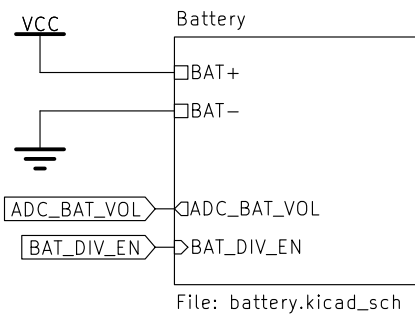 Battery
VCC
BAT+
BAT-
ADC_BAT_VOL ADC_BAT_VOL
BAT_DIV_EN BAT_DIV_EN
File: battery.kicad_sch